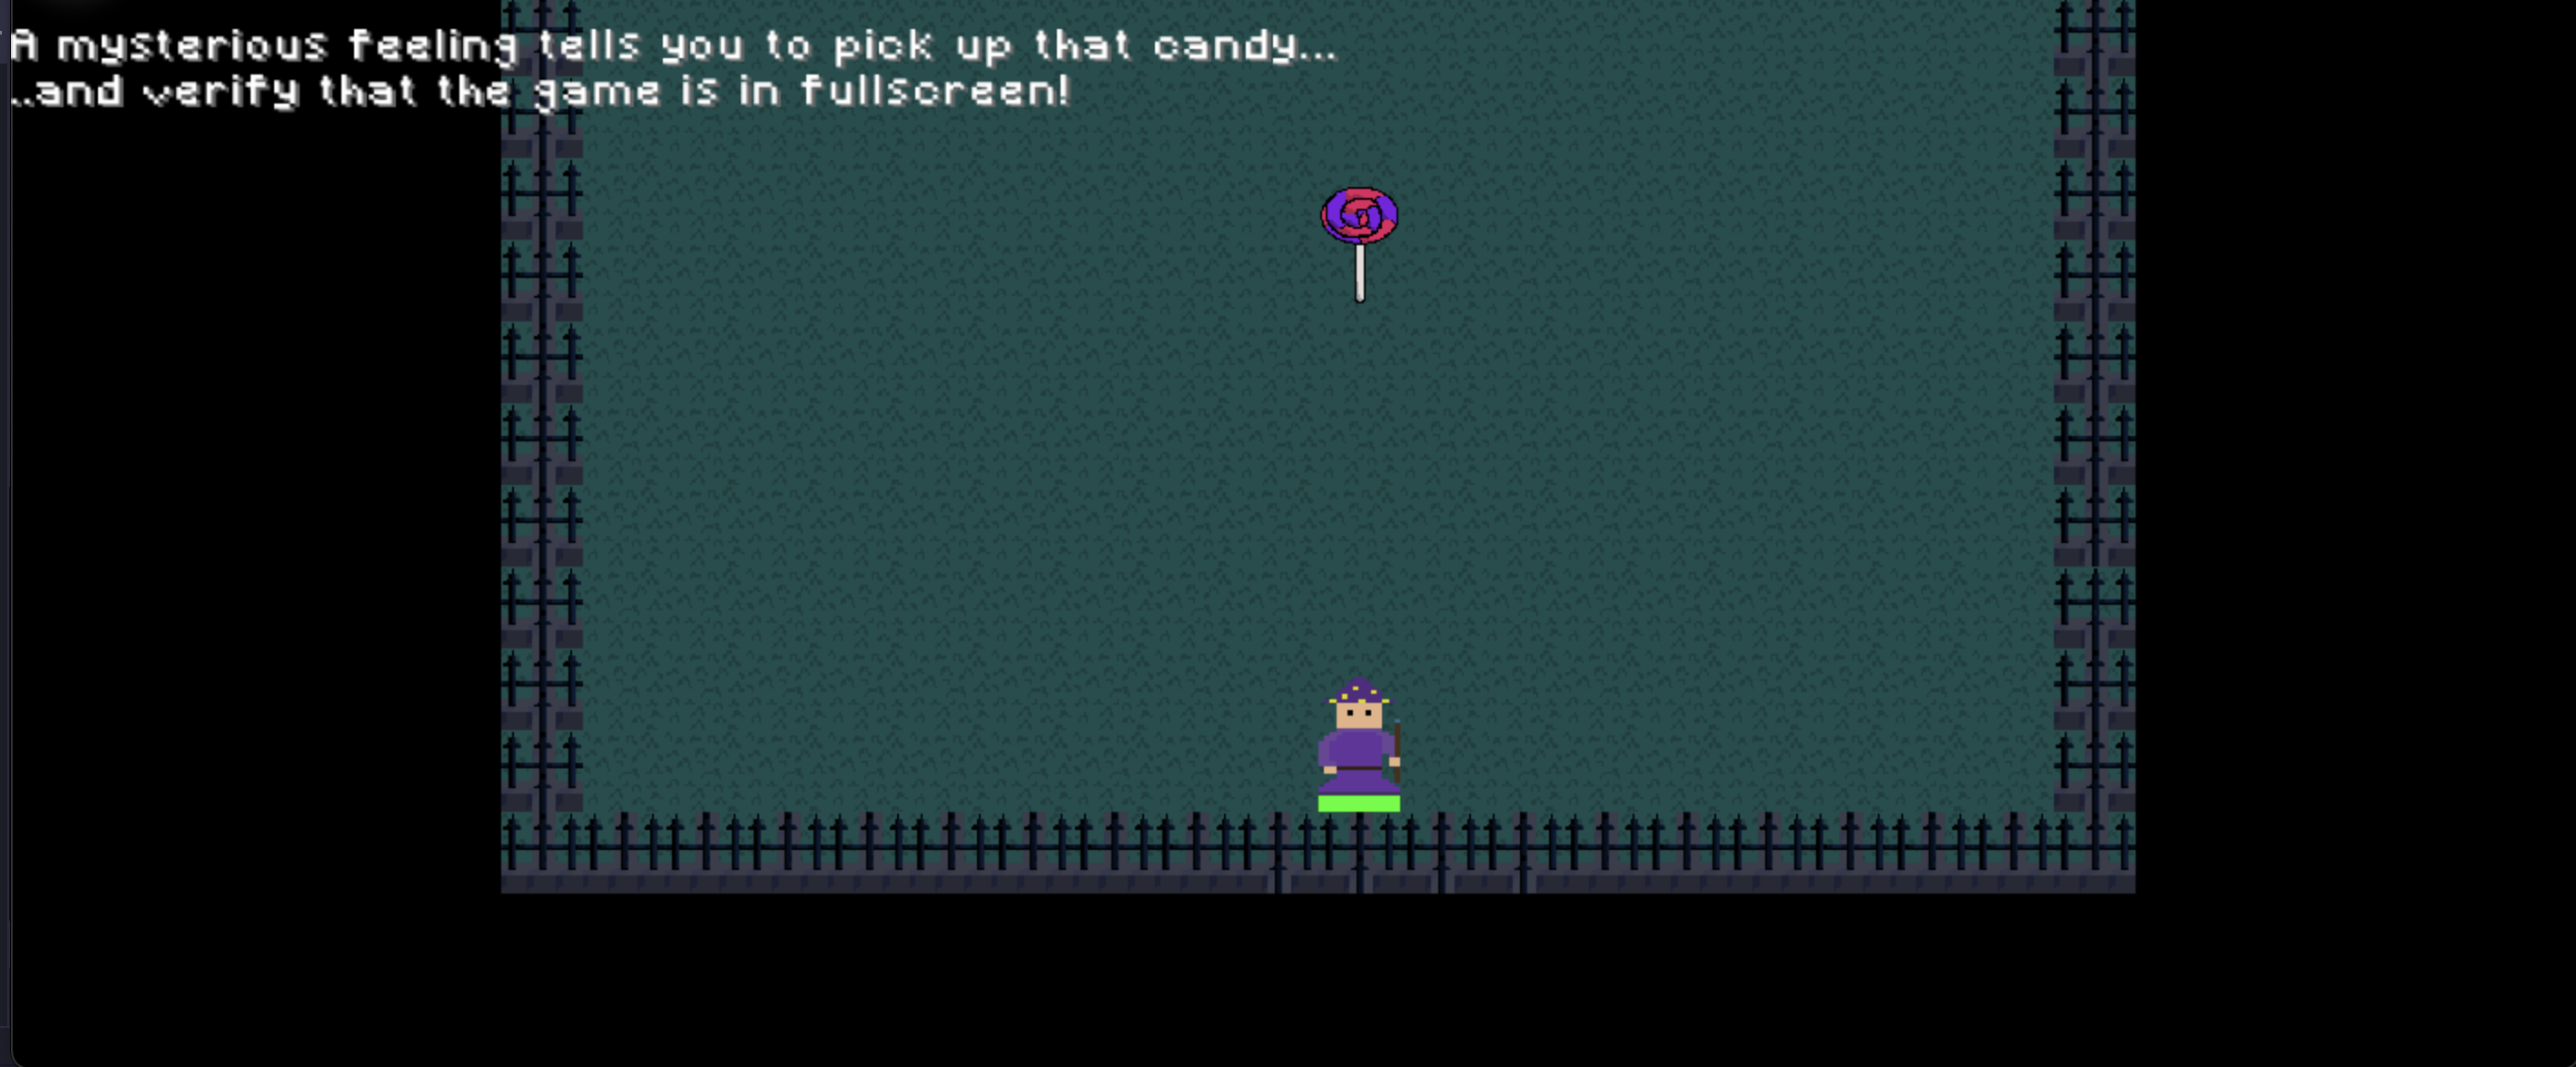 A mysterious feeling tells you to pick up that candy...
...and verify that the game is in fullscreen!